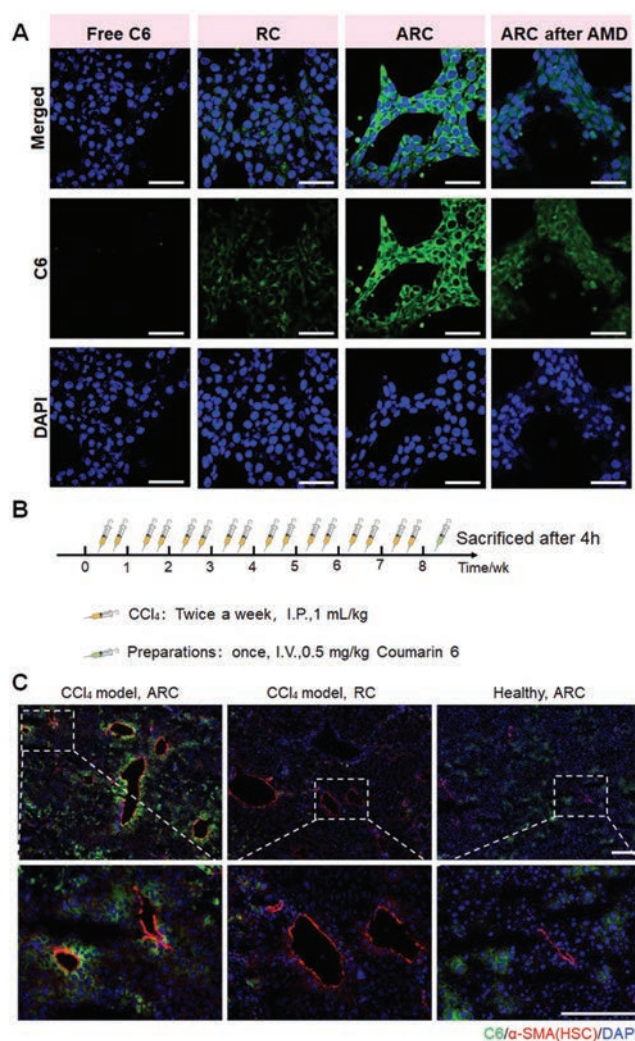 A
Free C6 RC ARC ARC after AMD
Merged
C6
DAPI
B
Sacrificed after 4h
0 1 2 3 4 5 6 7 8 Time/wk
CCl₄: Twice a week, I.P.,1 mL/kg
Preparations: once, I.V.,0.5 mg/kg Coumarin 6
C
CCl₄ model, ARC CCl₄ model, RC Healthy, ARC
C6/α-SMA(HSC)/DAPI